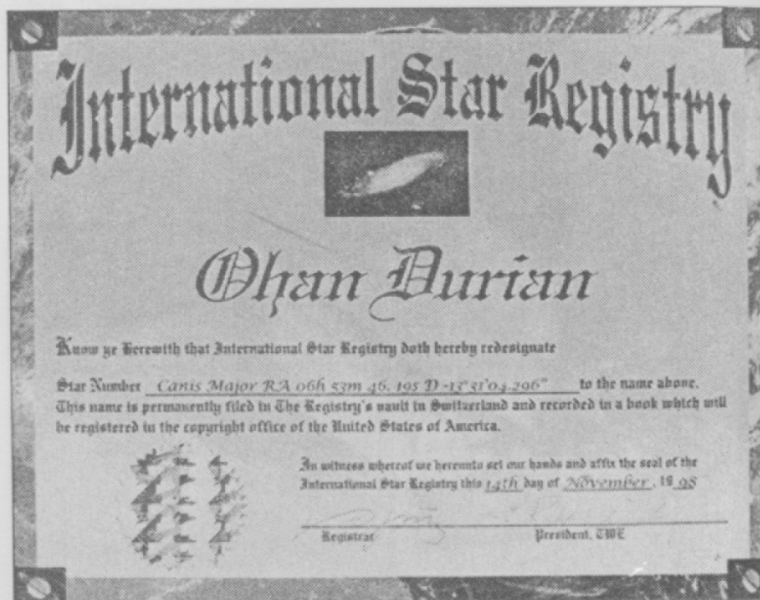 International Star Registry
Ohan Durian
Know ye Herewith that International Star Registry doth hereby redesignate
Star Number Canis Major RA 06h 53m 46. 19s D -13°31'04.296" to the name above.
This name is permanently filed in The Registry's vault in Switzerland and recorded in a book which will
be registered in the copyright office of the United States of America.
In witness whereof we hereunto set our hands and affix the seal of the
International Star Registry this 14th day of November, 19 98
Registrar President,